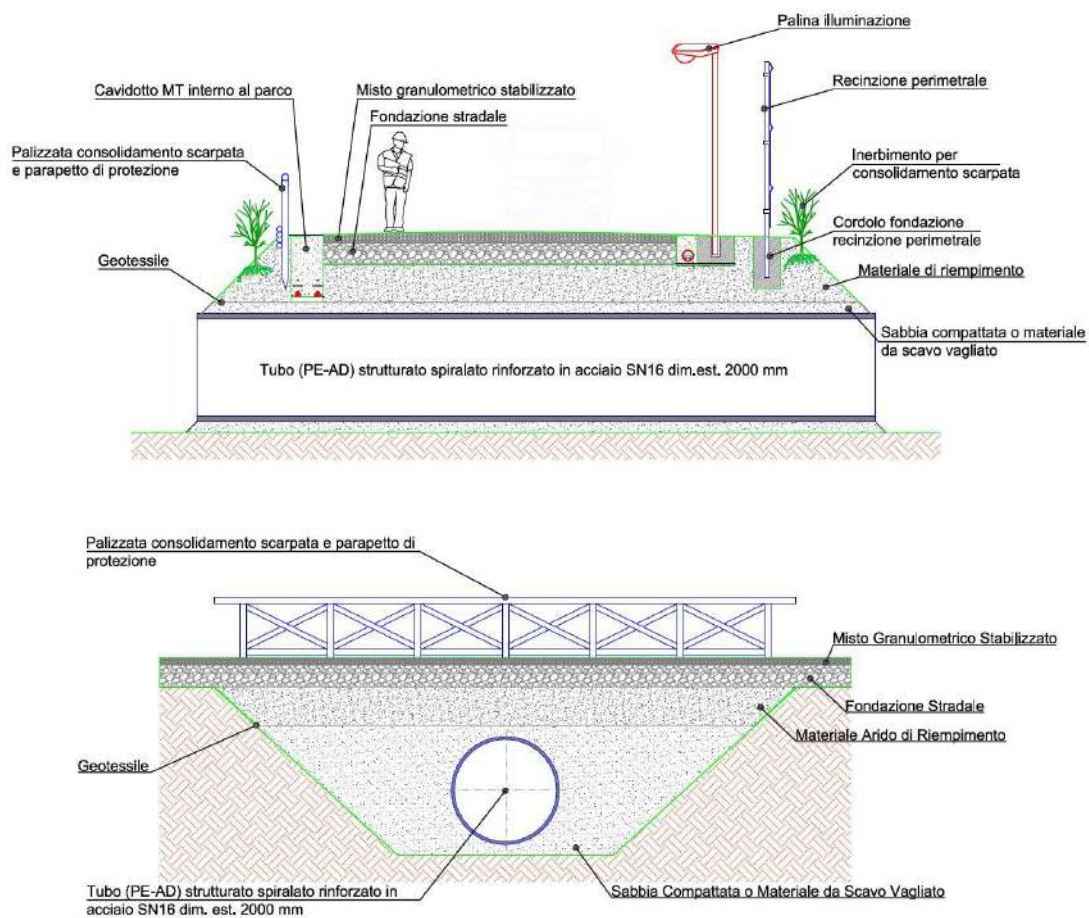 Palina illuminazione
Cavidotto MT interno al parco
Misto granulometrico stabilizzato
Recinzione perimetrale
Fondazione stradale
Palizzata consolidamento scarpata
e parapetto di protezione
Inerbimento per
consolidamento scarpata
Cordolo fondazione
recinzione perimetrale
Geotessile
Materiale di riempimento
Sabbia compattata o materiale
da scavo vagliato
Tubo (PE-AD) strutturato spiralato rinforzato in acciaio SN16 dim.est. 2000 mm
Palizzata consolidamento scarpata e parapetto di
protezione
Misto Granulometrico Stabilizzato
Fondazione Stradale
Materiale Arido di Riempimento
Geotessile
Tubo (PE-AD) strutturato spiralato rinforzato in
acciaio SN16 dim. est. 2000 mm
Sabbia Compattata o Materiale da Scavo Vagliato